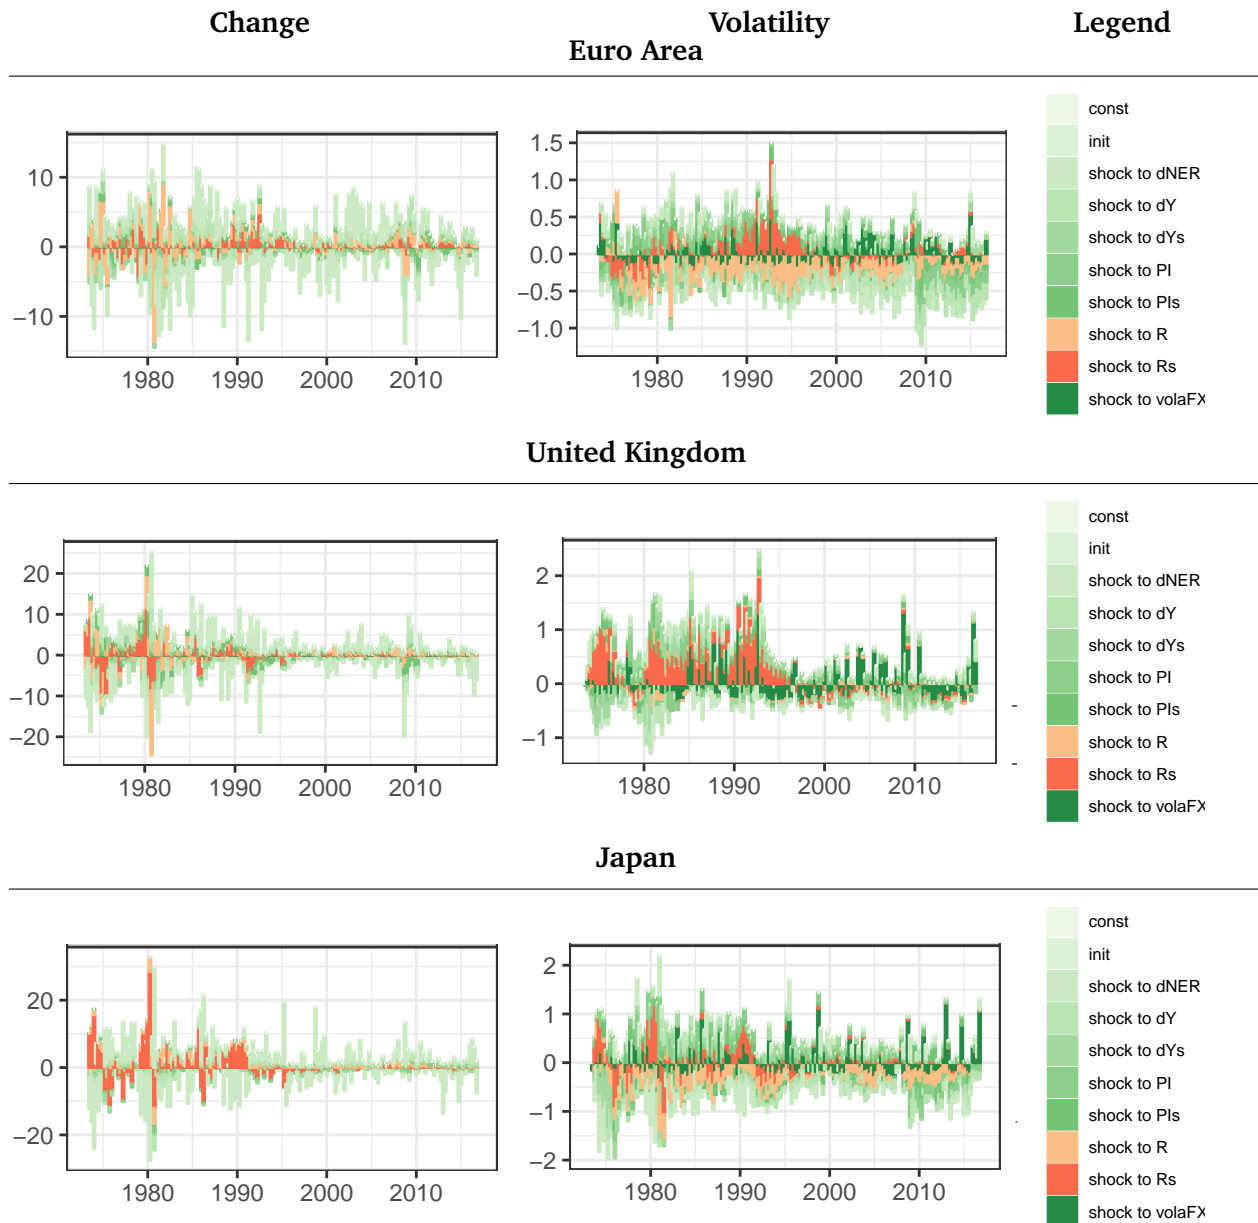 Change Volatility Legend
Euro Area
10
0
−10
1980 1990 2000 2010
1.5
1.0
0.5
0.0
−0.5
−1.0
1980 1990 2000 2010
const
init
shock to dNER
shock to dY
shock to dYs
shock to PI
shock to PIs
shock to R
shock to Rs
shock to volaFX
United Kingdom
20
10
0
−10
−20
1980 1990 2000 2010
2
1
0
−1
1980 1990 2000 2010
const
init
shock to dNER
shock to dY
shock to dYs
shock to PI
shock to PIs
shock to R
shock to Rs
shock to volaFX
Japan
20
0
−20
1980 1990 2000 2010
2
1
0
−1
−2
1980 1990 2000 2010
const
init
shock to dNER
shock to dY
shock to dYs
shock to PI
shock to PIs
shock to R
shock to Rs
shock to volaFX